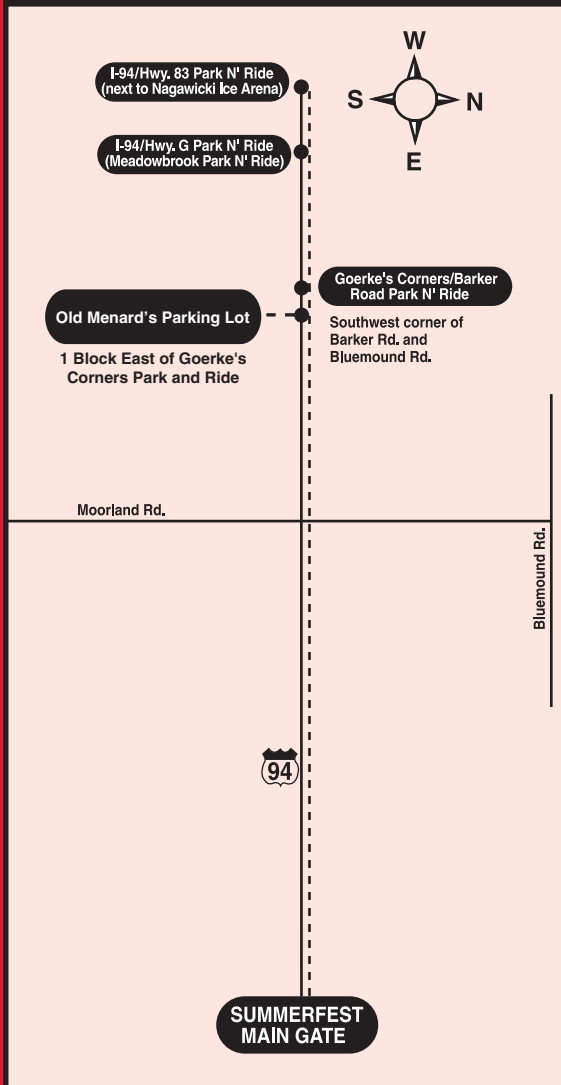 I-94/Hwy. 83 Park N' Ride
(next to Nagawicki Ice Arena)
W
S
N
E
I-94/Hwy. G Park N' Ride
(Meadowbrook Park N' Ride)
Goerke's Corners/Barker
Road Park N' Ride
Southwest corner of
Barker Rd. and
Bluemound Rd.
Old Menard's Parking Lot
1 Block East of Goerke's
Corners Park and Ride
Moorland Rd.
Bluemound Rd.
94
SUMMERFEST
MAIN GATE